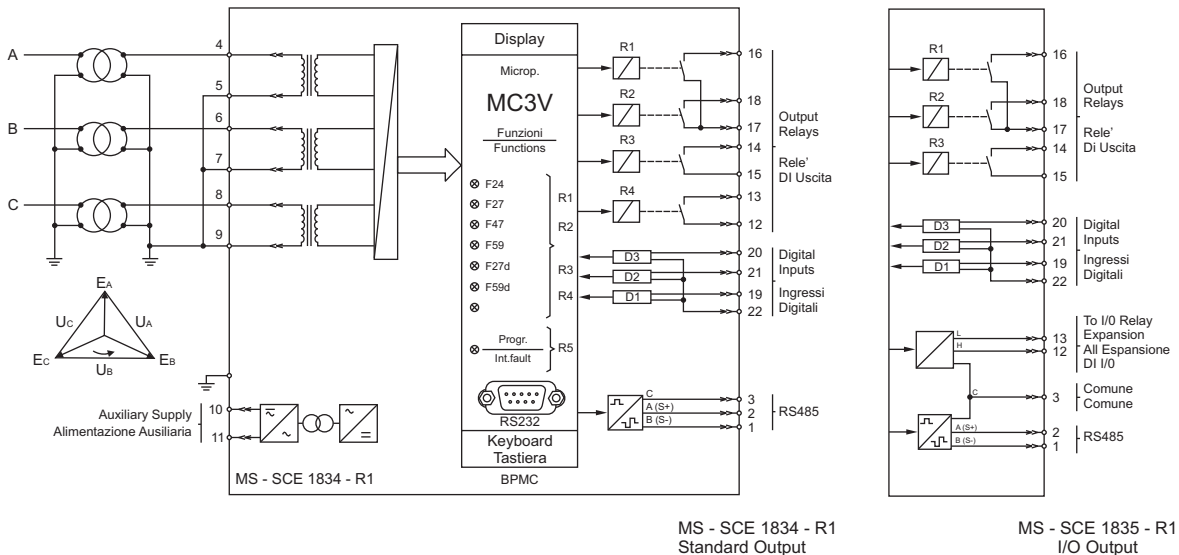 A
B
C
4
5
6
7
8
9
EA
UC
UA
EC
UB
EB
Auxiliary Supply
Alimentazione Ausiliaria
10
11
MS - SCE 1834 - R1
Display
Microp.
MC3V
Funzioni
Functions
F24
F27
F47
F59
F27d
F59d
R1
R2
R3
R4
Progr.
Int.fault
R5
RS232
Keyboard
Tastiera
BPMC
R1
R2
R3
R4
16
18
17
14
15
13
12
Output
Relays
Rele'
DI Uscita
D3
D2
D1
20
21
19
22
Digital
Inputs
Ingressi
Digitali
C
A (S+)
B (S-)
3
2
1
RS485
MS - SCE 1834 - R1
Standard Output
R1
R2
R3
16
18
17
14
15
Output
Relays
Rele'
Di Uscita
D3
D2
D1
20
21
19
22
Digital
Inputs
Ingressi
Digitali
L
H
13
12
To I/0 Relay
Expansion
All Espansione
DI I/0
C
3
Comune
Comune
A (S+)
B (S-)
2
1
RS485
MS - SCE 1835 - R1
I/O Output